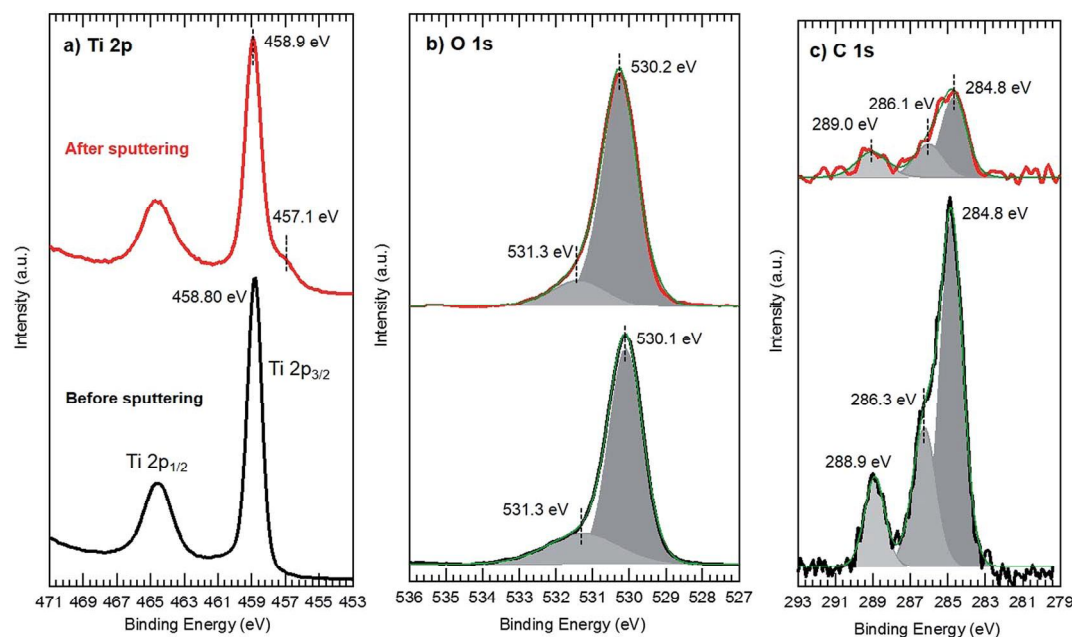 a) Ti 2p
458.9 eV
After sputtering
457.1 eV
458.80 eV
Ti 2p3/2
Before sputtering
Ti 2p1/2
Intensity (a.u.)
471 469 467 465 463 461 459 457 455 453
Binding Energy (eV)
b) O 1s
530.2 eV
531.3 eV
530.1 eV
531.3 eV
Intensity (a.u.)
536 535 534 533 532 531 530 529 528 527
Binding Energy (eV)
c) C 1s
284.8 eV
286.1 eV
289.0 eV
284.8 eV
286.3 eV
288.9 eV
Intensity (a.u.)
293 291 289 287 285 283 281 279
Binding Energy (eV)